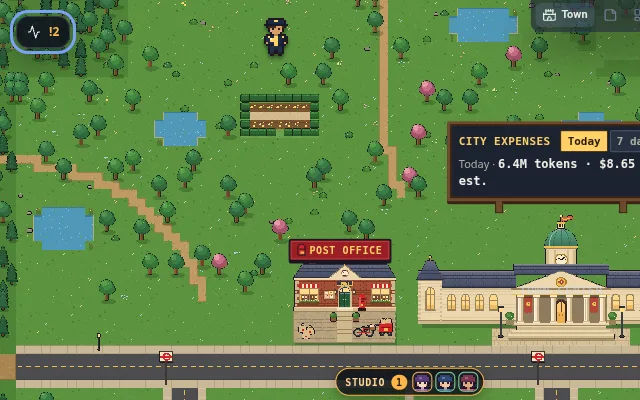 !2
Town
CITY EXPENSES Today 7 da
Today · 6.4M tokens · $8.65
est.
POST OFFICE
STUDIO 1